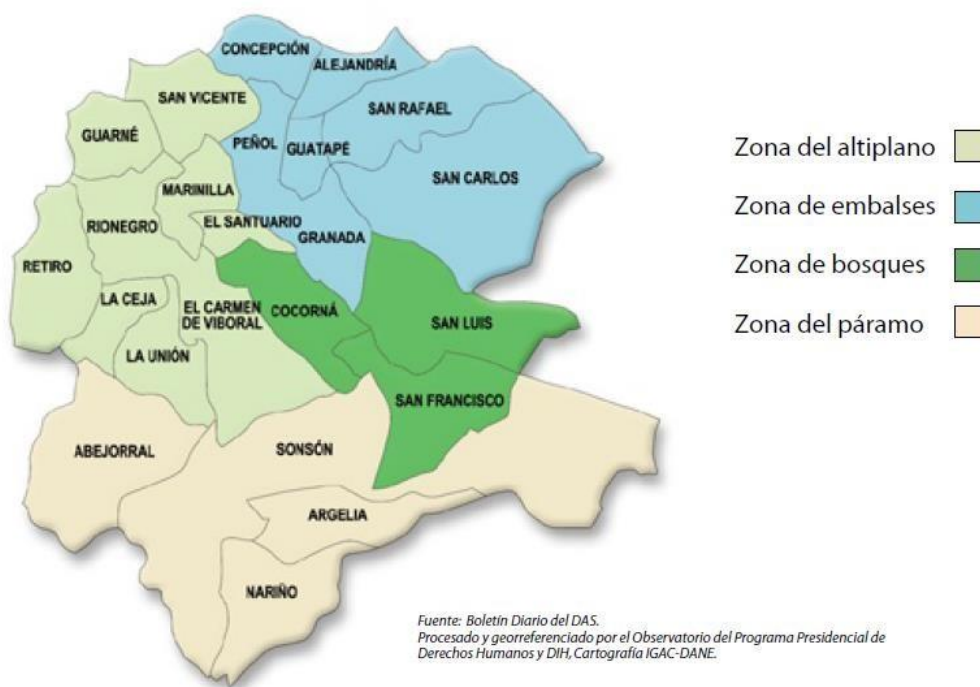 CONCEPCIÓN
ALEJANDRÍA
SAN VICENTE
SAN RAFAEL
GUARNÉ
PEÑOL
GUATAPÉ
SAN CARLOS
MARINILLA
RIONEGRO
EL SANTUARIO
GRANADA
RETIRO
LA CEJA
EL CARMEN
DE VIBORAL
COCORNÁ
SAN LUIS
LA UNIÓN
SAN FRANCISCO
ABEJORRAL
SONSÓN
ARGELIA
NARIÑO
Zona del altiplano
Zona de embalses
Zona de bosques
Zona del páramo
Fuente: Boletín Diario del DAS.
Procesado y georreferenciado por el Observatorio del Programa Presidencial de
Derechos Humanos y DIH, Cartografía IGAC-DANE.